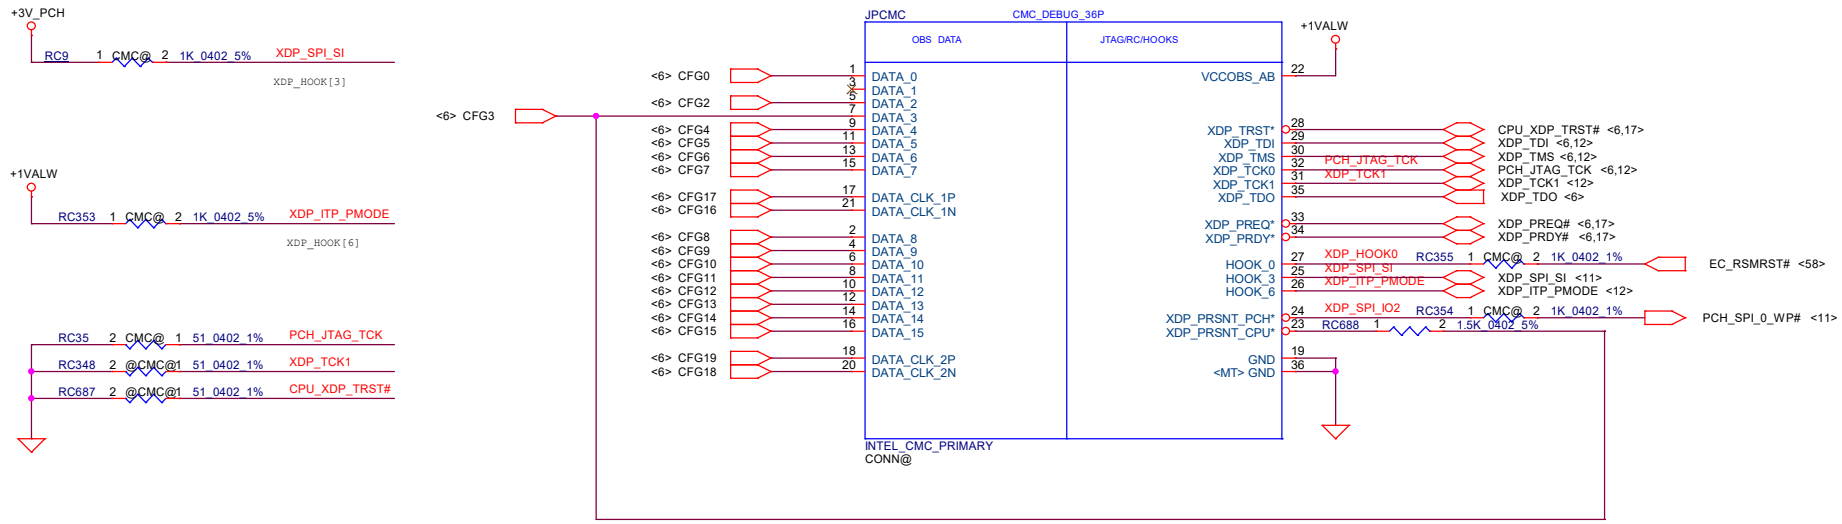 +3V_PCH
RC9 1 CMC@ 2 1K_0402_5% XDP_SPI_SI
XDP_HOOK[3]
+1VALW
RC353 1 CMC@ 2 1K_0402_5% XDP_ITP_PMODE
XDP_HOOK[6]
RC35 2 CMC@ 1 51_0402_1% PCH_JTAG_TCK
RC348 2 @CMC@ 1 51_0402_1% XDP_TCK1
RC687 2 @CMC@ 1 51_0402_1% CPU_XDP_TRST#
JPCMC CMC_DEBUG_36P
OBS DATA JTAG/RC/HOOKS
<6> CFG0 1 DATA_0
3 DATA_1
<6> CFG2 5 DATA_2
<6> CFG3 7 DATA_3
<6> CFG4 9 DATA_4
<6> CFG5 11 DATA_5
<6> CFG6 13 DATA_6
<6> CFG7 15 DATA_7
<6> CFG17 17 DATA_CLK_1P
<6> CFG16 21 DATA_CLK_1N
<6> CFG8 2 DATA_8
<6> CFG9 4 DATA_9
<6> CFG10 6 DATA_10
<6> CFG11 8 DATA_11
<6> CFG12 10 DATA_12
<6> CFG13 12 DATA_13
<6> CFG14 14 DATA_14
<6> CFG15 16 DATA_15
<6> CFG19 18 DATA_CLK_2P
<6> CFG18 20 DATA_CLK_2N
+1VALW
VCCOBS_AB 22
XDP_TRST* 28 CPU_XDP_TRST# <6,17>
XDP_TDI 29 XDP_TDI <6,12>
XDP_TMS 30 XDP_TMS <6,12>
XDP_TCK0 32 PCH_JTAG_TCK PCH_JTAG_TCK <6,12>
XDP_TCK1 31 XDP_TCK1 XDP_TCK1 <12>
XDP_TDO 35 XDP_TDO <6>
XDP_PREQ* 33 XDP_PREQ# <6,17>
XDP_PRDY* 34 XDP_PRDY# <6,17>
HOOK_0 27 XDP_HOOK0 RC355 1 CMC@ 2 1K_0402_1% EC_RSMRST# <58>
HOOK_3 25 XDP_SPI_SI XDP_SPI_SI <11>
HOOK_6 26 XDP_ITP_PMODE XDP_ITP_PMODE <12>
XDP_PRSNT_PCH* 24 XDP_SPI_IO2 RC354 1 CMC@ 2 1K_0402_1% PCH_SPI_0_WP# <11>
XDP_PRSNT_CPU* 23 RC688 1 2 1.5K_0402_5%
GND 19
<MT> GND 36
INTEL_CMC_PRIMARY
CONN@